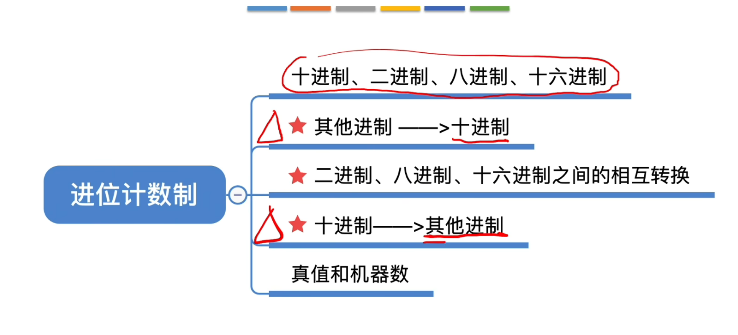 十进制、二进制、八进制、十六进制
其他进制 ——>十进制
二进制、八进制、十六进制之间的相互转换
进位计数制
十进制——>其他进制
真值和机器数